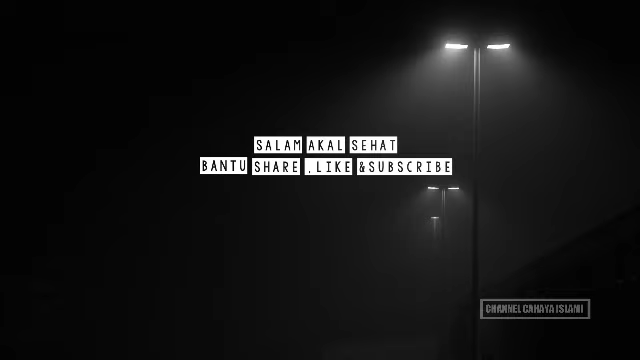 SALAM AKAL SEHAT
BANTU SHARE ,LIKE &SUBSCRIBE
CHANNEL CAHAYA ISLAMI